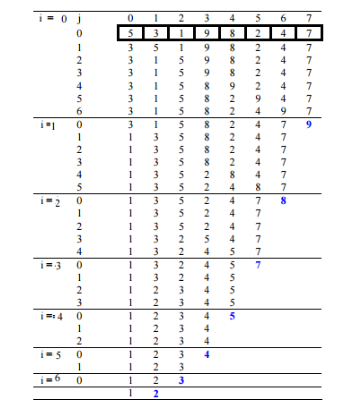 i = 0 j 0 1 2 3 4 5 6 7
0 5 3 1 9 8 2 4 7
1 3 5 1 9 8 2 4 7
2 3 1 5 9 8 2 4 7
3 3 1 5 9 8 2 4 7
4 3 1 5 8 9 2 4 7
5 3 1 5 8 2 9 4 7
6 3 1 5 8 2 4 9 7
i =1 0 3 1 5 8 2 4 7 9
1 1 3 5 8 2 4 7
2 1 3 5 8 2 4 7
3 1 3 5 8 2 4 7
4 1 3 5 2 8 4 7
5 1 3 5 2 4 8 7
i = 2 0 1 3 5 2 4 7 8
1 1 3 5 2 4 7
2 1 3 5 2 4 7
3 1 3 2 5 4 7
4 1 3 2 4 5 7
i = 3 0 1 3 2 4 5 7
1 1 3 2 4 5
2 1 2 3 4 5
3 1 2 3 4 5
i = 4 0 1 2 3 4 5
1 1 2 3 4
2 1 2 3 4
i = 5 0 1 2 3 4
1 1 2 3
i = 6 0 1 2 3
1 2